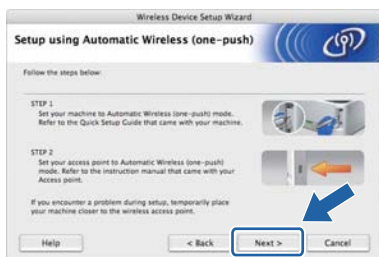 Wireless Device Setup Wizard
Setup using Automatic Wireless (one-push)
Follow the steps below:
STEP 1
Set your machine to Automatic Wireless (one-push) mode.
Refer to the Quick Setup Guide that came with your machine.
STEP 2
Set your access point to Automatic Wireless (one-push)
mode. Refer to the instruction manual that came with your
Access point.
If you encounter a problem during setup, temporarily place
your machine closer to the wireless access point.
Help
< Back
Next >
Cancel